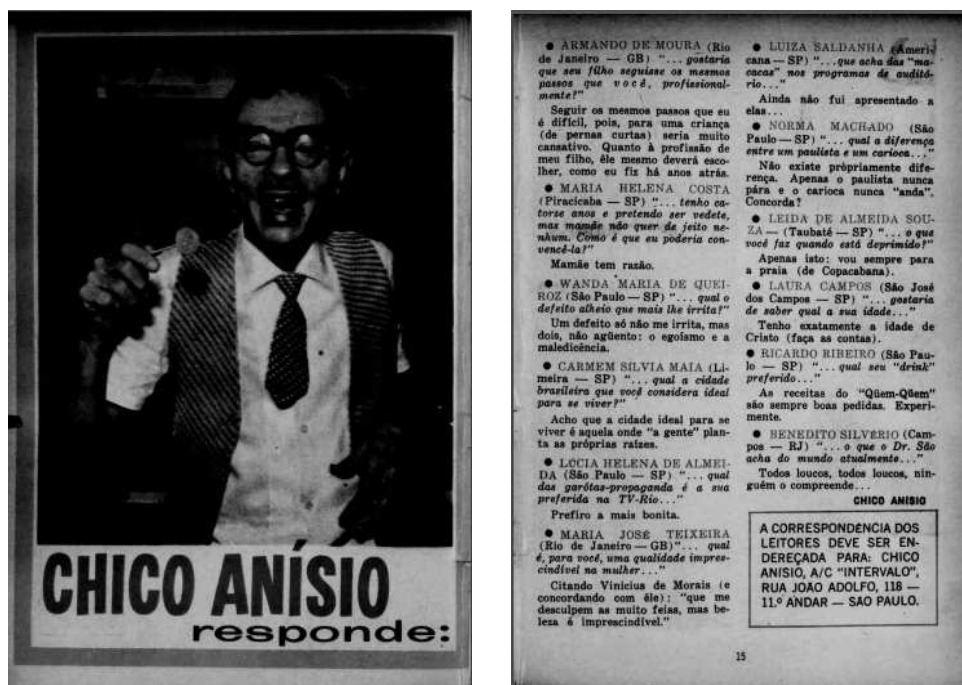 CHICO ANÍSIO
responde:
● ARMANDO DE MOURA (Rio
de Janeiro — GB) "... gostaria
que seu filho seguisse os mesmos
passos que você, profissional-
mente?"
Seguir os mesmos passos que eu
é difícil, pois, para uma criança
(de pernas curtas) seria muito
cansativo. Quanto à profissão de
meu filho, êle mesmo deverá esco-
lher, como eu fiz há anos atrás.
● MARIA HELENA COSTA
(Piracicaba — SP) "... tenho ca-
torse anos e pretendo ser vedete,
mas mamãe não quer de jeito ne-
nhum. Como é que eu poderia con-
vencê-la?"
Mamãe tem razão.
● WANDA MARIA DE QUEI-
ROZ (São Paulo — SP) "... qual o
defeito alheio que mais lhe irrita?"
Um defeito só não me irrita, mas
dois, não agüento: o egoísmo e a
maledicência.
● CARMEM SÍLVIA MAIA (Li-
meira — SP) "... qual a cidade
brasileira que você considera ideal
para se viver?"
Acho que a cidade ideal para se
viver é aquela onde "a gente" plan-
ta as próprias raízes.
● LÚCIA HELENA DE ALMEI-
DA (São Paulo — SP) "... qual
das garôtas-propaganda é a sua
preferida na TV-Rio..."
Prefiro a mais bonita.
● MARIA JOSÉ TEIXEIRA
(Rio de Janeiro — GB) "... qual
é, para você, uma qualidade impres-
cindível na mulher..."
Citando Vinicius de Morais (e
concordando com êle): "que me
desculpem as muito feias, mas be-
leza é imprescindível."
● LUIZA SALDANHA (Ameri-
cana — SP) "...que acha das "ma-
cacas" nos programas de auditó-
rio..."
Ainda não fui apresentado a
elas...
● NORMA MACHADO (São
Paulo — SP) "... qual a diferença
entre um paulista e um carioca..."
Não existe pròpriamente dife-
rença. Apenas o paulista nunca
pára e o carioca nunca "anda".
Concorda?
● LEIDA DE ALMEIDA SOU-
ZA — (Taubaté — SP) "... o que
você faz quando está deprimido?"
Apenas isto: vou sempre para
a praia (de Copacabana).
● LAURA CAMPOS (São José
dos Campos — SP) "... gostaria
de saber qual a sua idade..."
Tenho exatamente a idade de
Cristo (faça as contas).
● RICARDO RIBEIRO (São Pau-
lo — SP) "... qual seu "drink"
preferido..."
As receitas do "Qüem-Qüem"
são sempre boas pedidas. Experi-
mente.
● BENEDITO SILVÉRIO (Cam-
pos — RJ) "... o que o Dr. São
acha do mundo atualmente..."
Todos loucos, todos loucos, nin-
guém o compreende...
CHICO ANÍSIO
A CORRESPONDÊNCIA DOS
LEITORES DEVE SER EN-
DEREÇADA PARA: CHICO
ANISIO, A/C "INTERVALO",
RUA JOÃO ADOLFO, 118 —
11.º ANDAR — SAO PAULO.
15